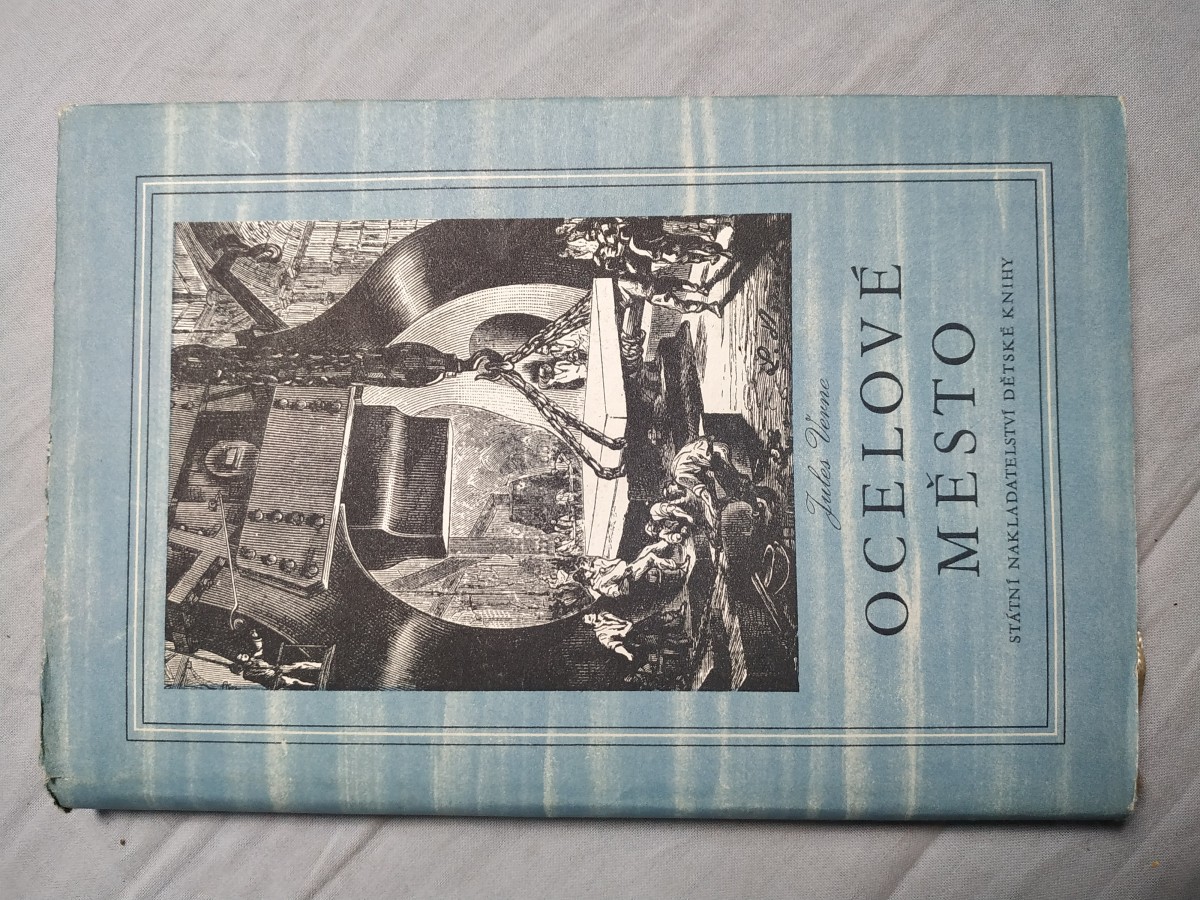 Jules Verne
OCELOVÉ
MĚSTO
STÁTNÍ NAKLADATELSTVÍ DĚTSKÉ KNIHY